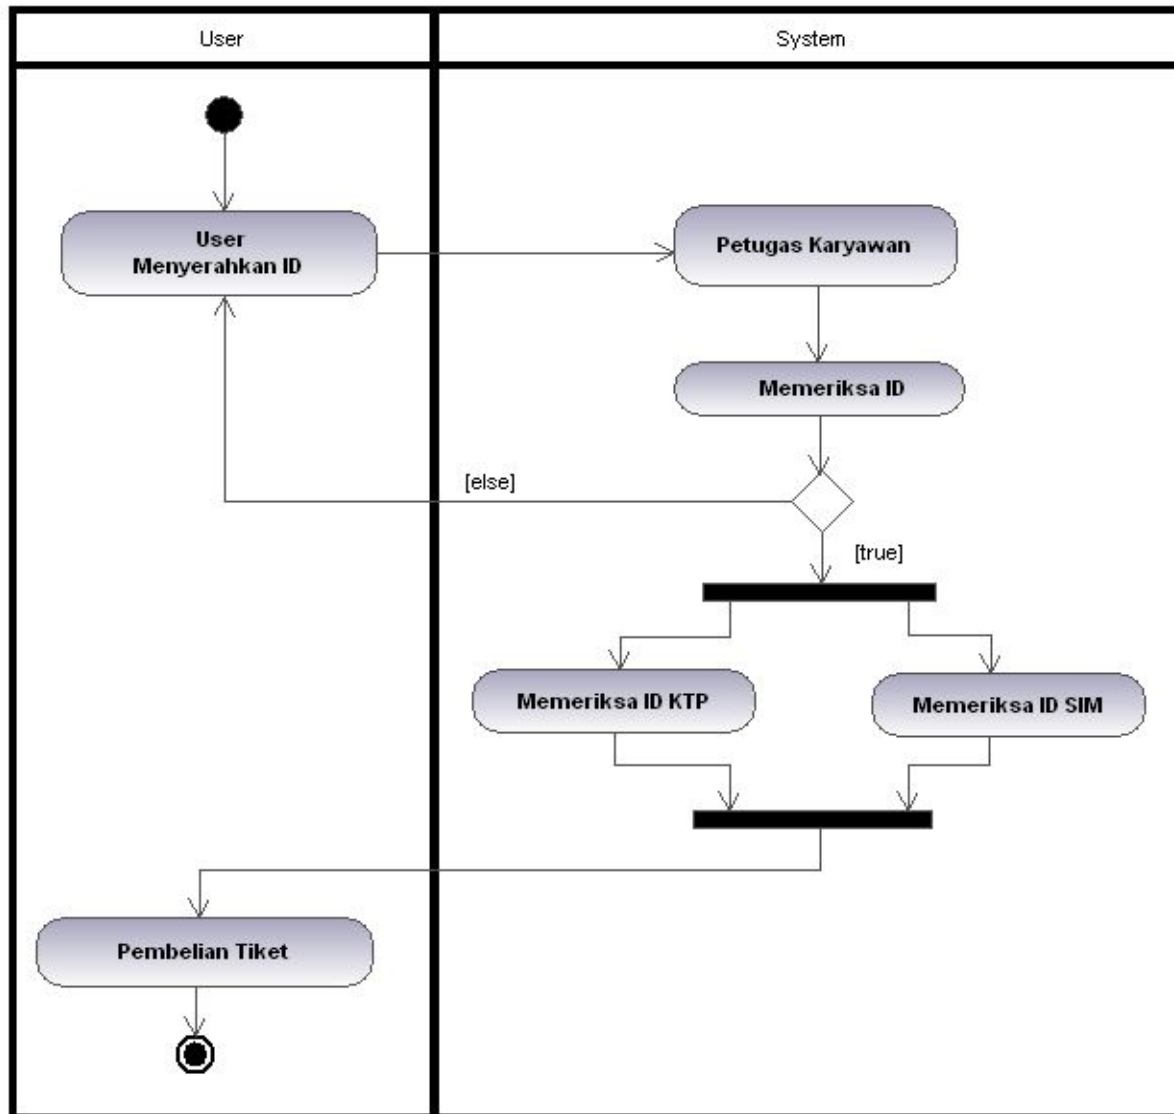 User
System
User
Menyerahkan ID
Petugas Karyawan
Memeriksa ID
[else]
[true]
Memeriksa ID KTP
Memeriksa ID SIM
Pembelian Tiket